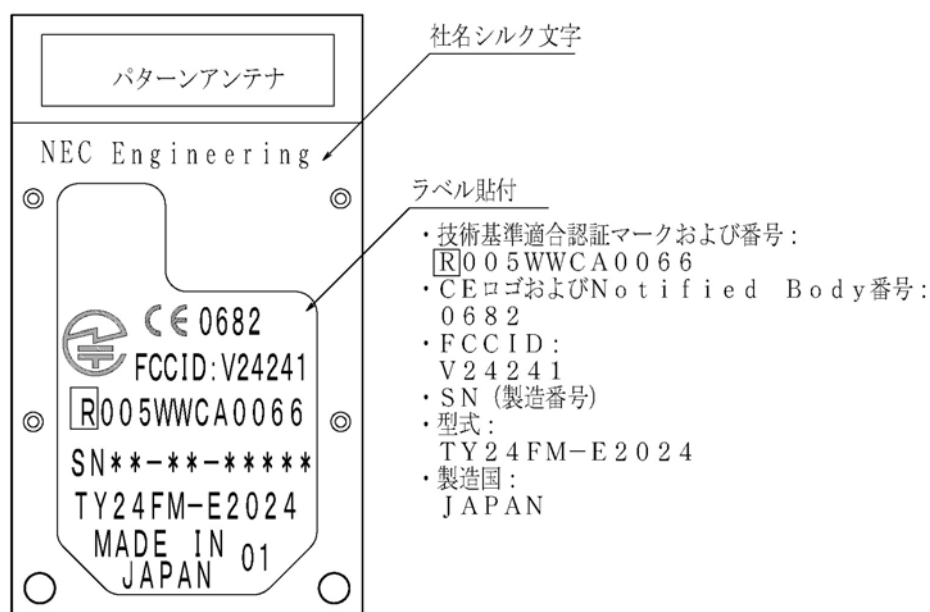 社名シルク文字
パターンアンテナ
NEC Engineering
ラベル貼付
・技術基準適合認証マークおよび番号:
R005WWCA0066
・CEロゴおよびNotified Body番号:
0682
・FCCID:
V24241
・SN (製造番号)
・型式:
TY24FM-E2024
・製造国:
JAPAN
CE 0682
FCCID:V24241
R005WWCA0066
SN**-**-*****
TY24FM-E2024
MADE IN
JAPAN 01